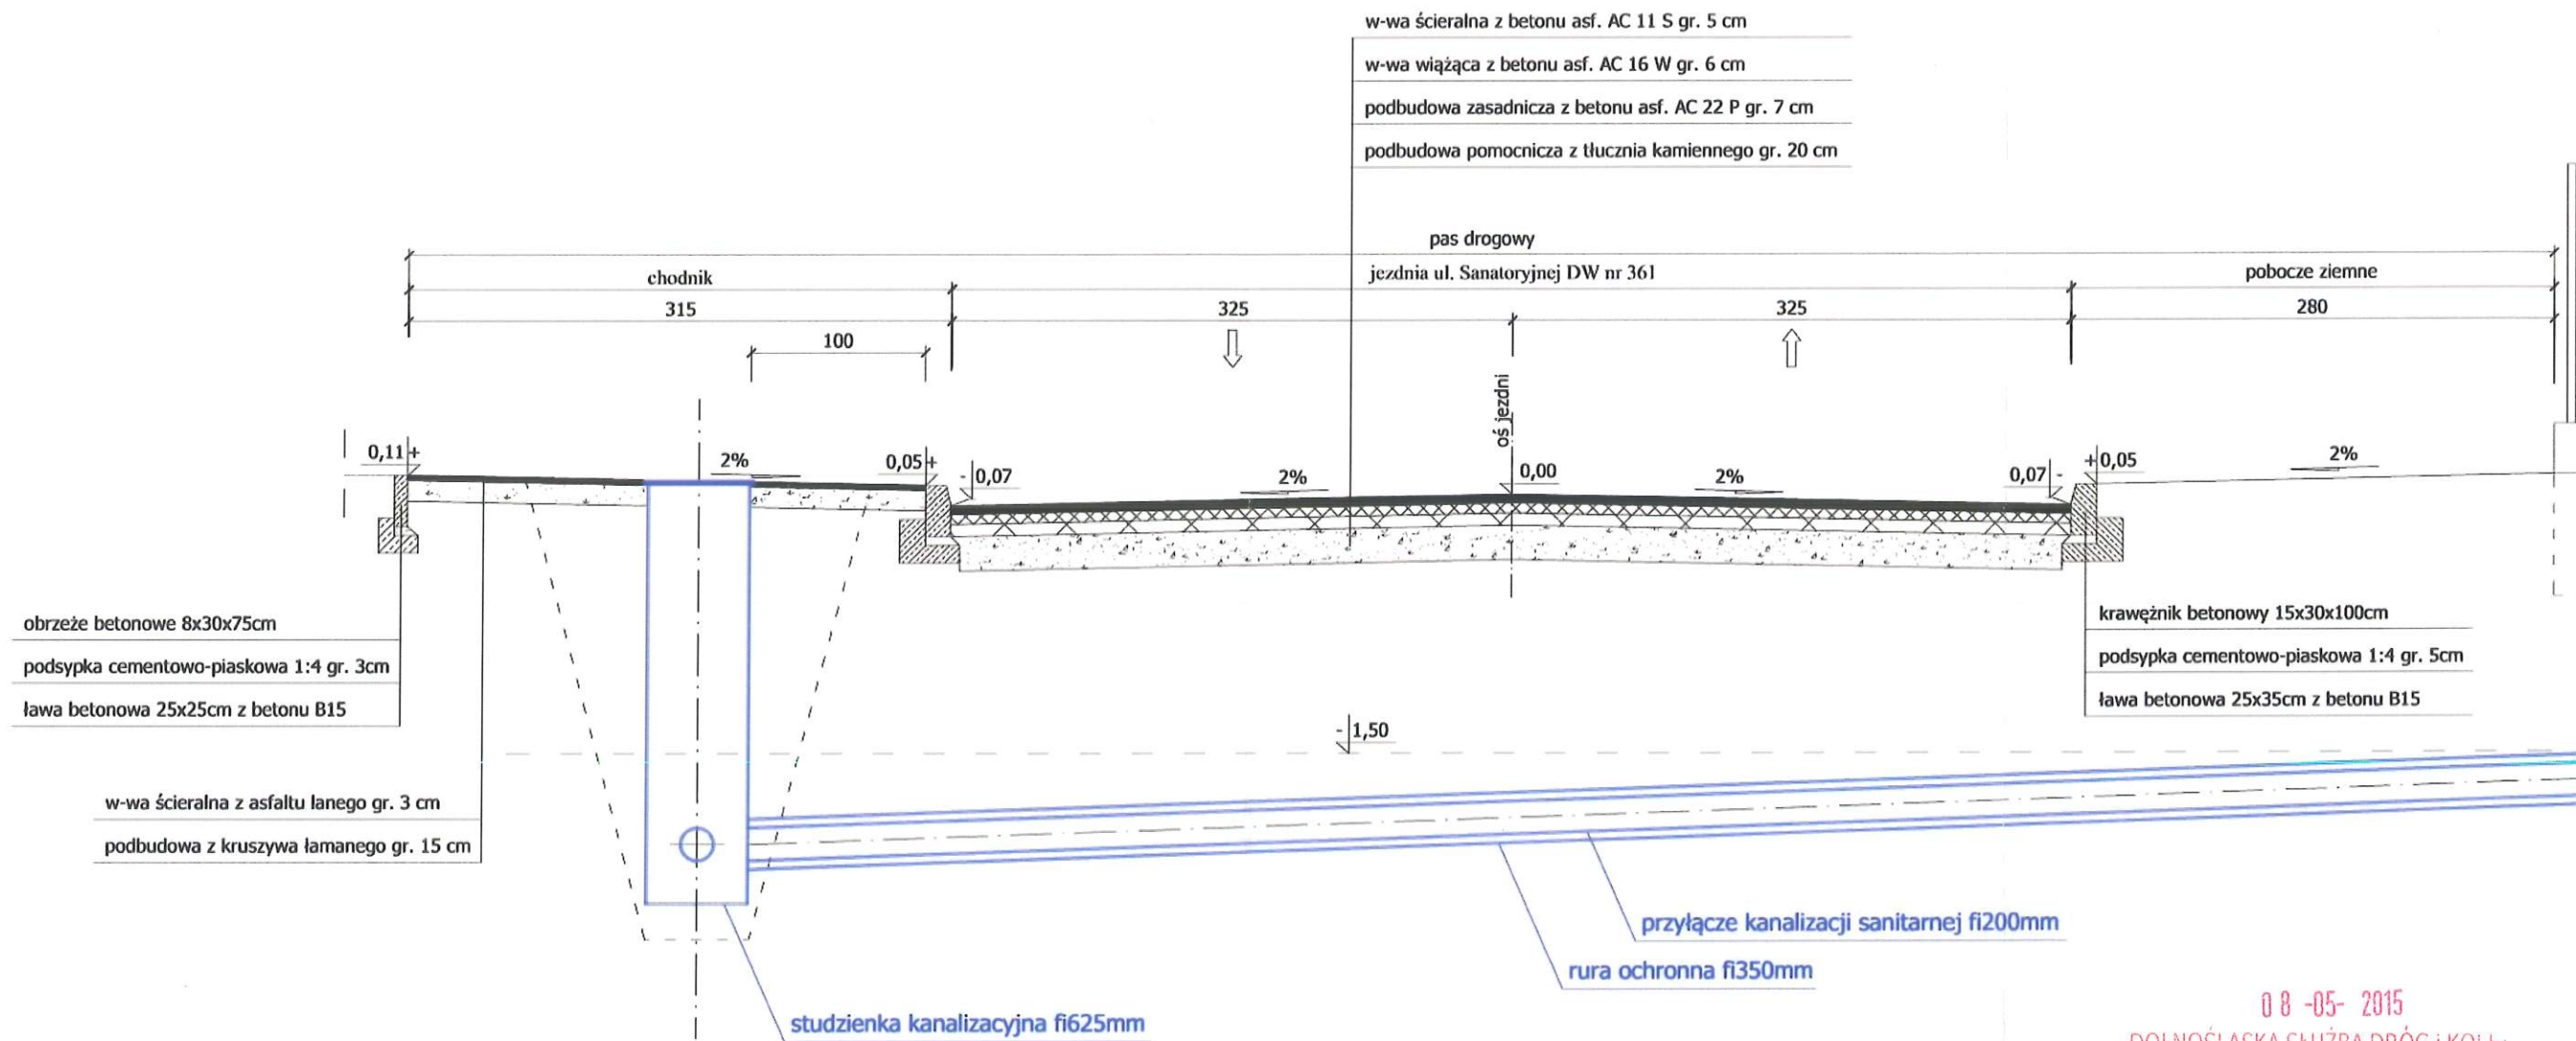 w-wa ścieralna z betonu asf. AC 11 S gr. 5 cm
w-wa wiążąca z betonu asf. AC 16 W gr. 6 cm
podbudowa zasadnicza z betonu asf. AC 22 P gr. 7 cm
podbudowa pomocnicza z tłucznia kamiennego gr. 20 cm
pas drogowy
chodnik
jezdnia ul. Sanatoryjnej DW nr 361
pobocze ziemne
315
325
325
280
100
oś jezdni
0,11+
2%
0,05+
- 0,07
2%
0,00
2%
0,07 -
+0,05
2%
obrzeże betonowe 8x30x75cm
podsypka cementowo-piaskowa 1:4 gr. 3cm
ława betonowa 25x25cm z betonu B15
krawężnik betonowy 15x30x100cm
podsypka cementowo-piaskowa 1:4 gr. 5cm
ława betonowa 25x35cm z betonu B15
- 1,50
w-wa ścieralna z asfaltu lanego gr. 3 cm
podbudowa z kruszywa łamanego gr. 15 cm
przyłącze kanalizacji sanitarnej fi200mm
rura ochronna fi350mm
studzienka kanalizacyjna fi625mm
08 -05- 2015
DOLNOŚLĄSKA SŁUŻBA DRÓG i KOLEI